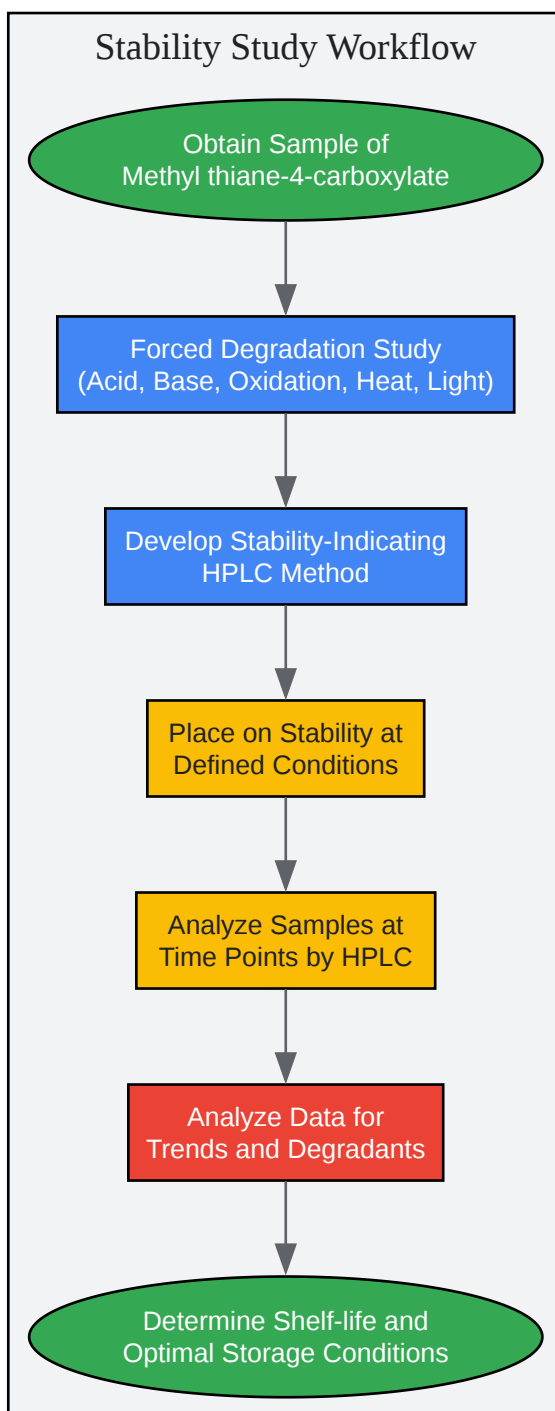 Stability Study Workflow
Obtain Sample of
Methyl thiane-4-carboxylate
Forced Degradation Study
(Acid, Base, Oxidation, Heat, Light)
Develop Stability-Indicating
HPLC Method
Place on Stability at
Defined Conditions
Analyze Samples at
Time Points by HPLC
Analyze Data for
Trends and Degradants
Determine Shelf-life and
Optimal Storage Conditions